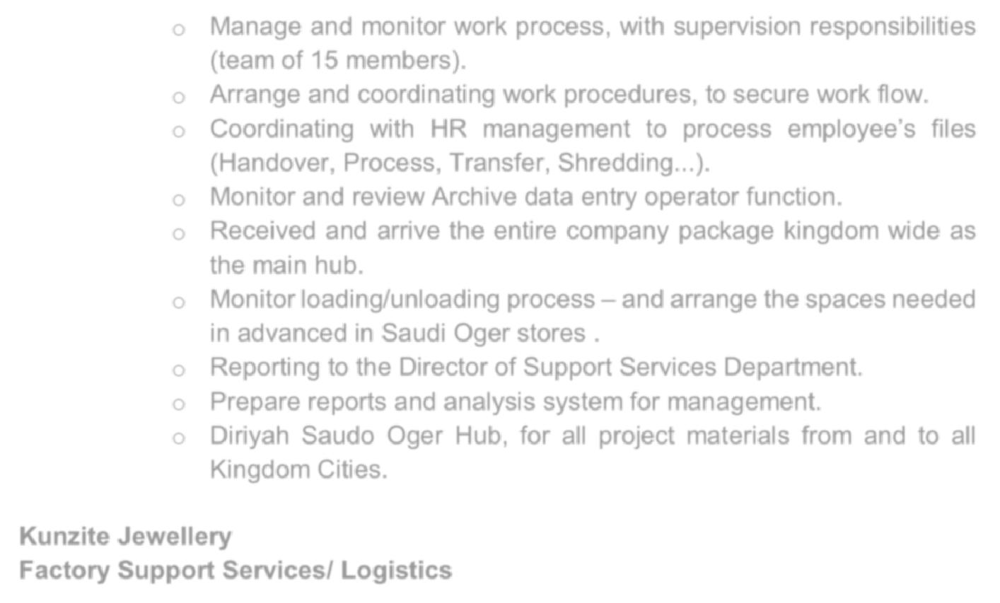 o Manage and monitor work process, with supervision responsibilities
(team of 15 members).
o Arrange and coordinating work procedures, to secure work flow.
o Coordinating with HR management to process employee’s files
(Handover, Process, Transfer, Shredding...).
o Monitor and review Archive data entry operator function.
o Received and arrive the entire company package kingdom wide as
the main hub.
o Monitor loading/unloading process – and arrange the spaces needed
in advanced in Saudi Oger stores .
o Reporting to the Director of Support Services Department.
o Prepare reports and analysis system for management.
o Diriyah Saudo Oger Hub, for all project materials from and to all
Kingdom Cities.
Kunzite Jewellery
Factory Support Services/ Logistics